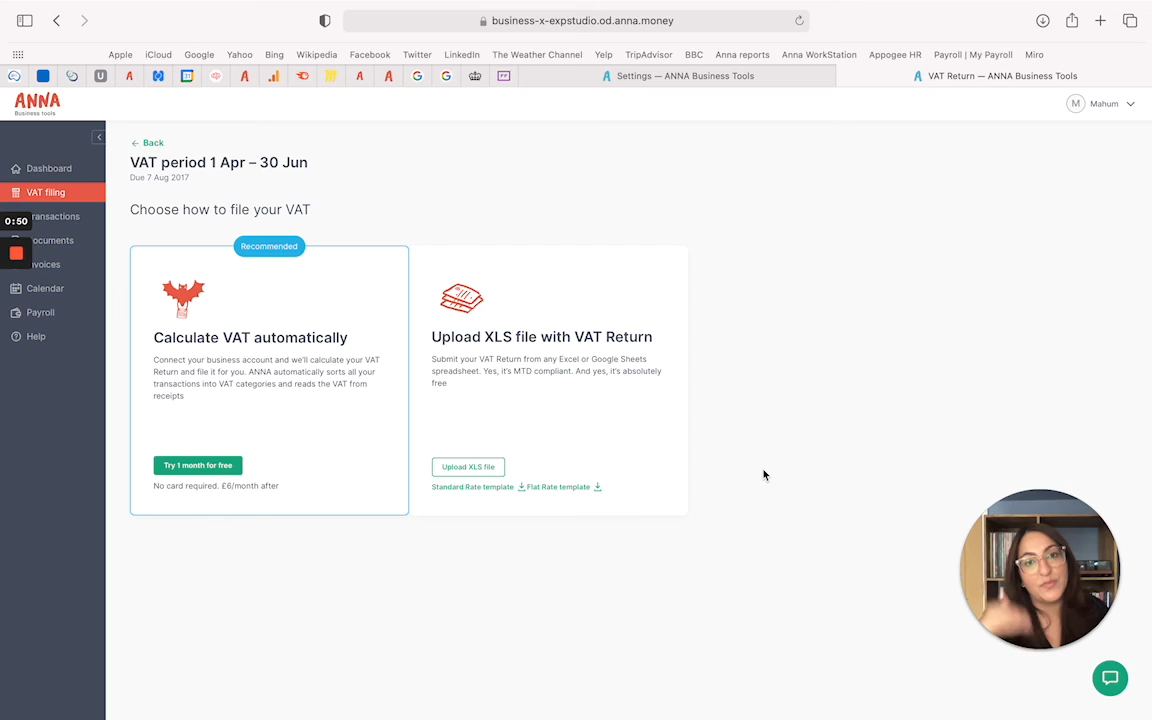 business-x-expstudio.od.anna.money
Apple iCloud Google Yahoo Bing Wikipedia Facebook Twitter LinkedIn The Weather Channel Yelp TripAdvisor BBC Anna reports Anna WorkStation Appogee HR Payroll | My Payroll Miro
Settings — ANNA Business Tools
VAT Return — ANNA Business Tools
ANNA
Business tools
M Mahum
Dashboard
VAT filing
ransactions
0:50
ocuments
voices
Calendar
Payroll
Help
← Back
VAT period 1 Apr – 30 Jun
Due 7 Aug 2017
Choose how to file your VAT
Recommended
Calculate VAT automatically
Connect your business account and we'll calculate your VAT
Return and file it for you. ANNA automatically sorts all your
transactions into VAT categories and reads the VAT from
receipts
Try 1 month for free
No card required. £6/month after
Upload XLS file with VAT Return
Submit your VAT Return from any Excel or Google Sheets
spreadsheet. Yes, it's MTD compliant. And yes, it's absolutely
free
Upload XLS file
Standard Rate template Flat Rate template